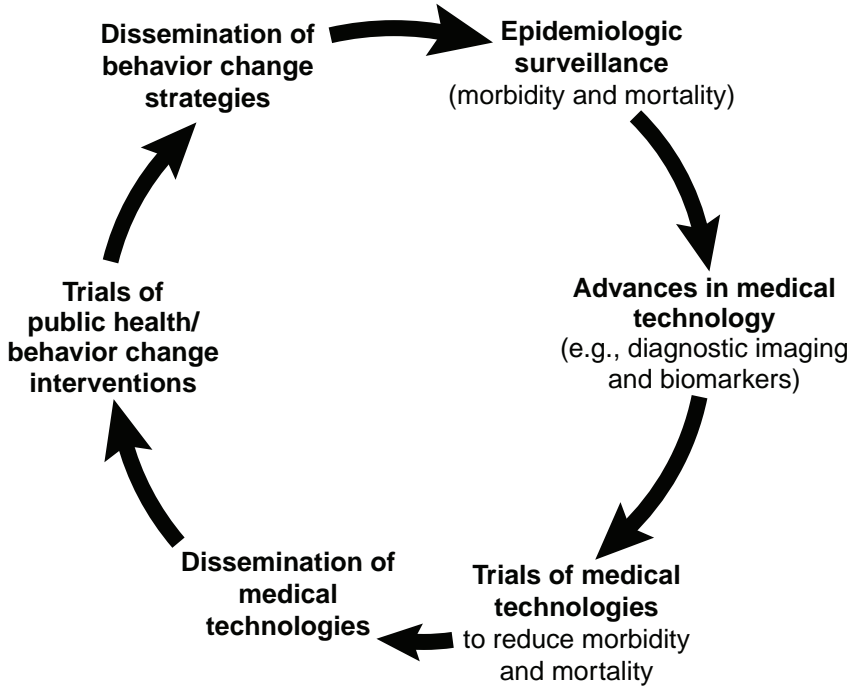 Dissemination of
behavior change
strategies
Epidemiologic
surveillance
(morbidity and mortality)
Advances in medical
technology
(e.g., diagnostic imaging
and biomarkers)
Trials of medical
technologies
to reduce morbidity
and mortality
Dissemination of
medical
technologies
Trials of
public health/
behavior change
interventions